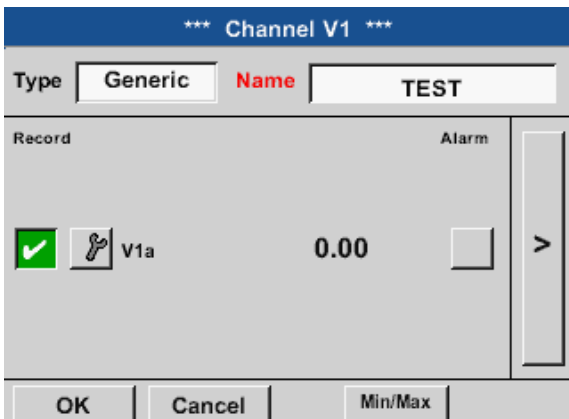 *** Channel V1 ***
Type Generic Name TEST
Record Alarm
V1a 0.00 >
OK Cancel Min/Max